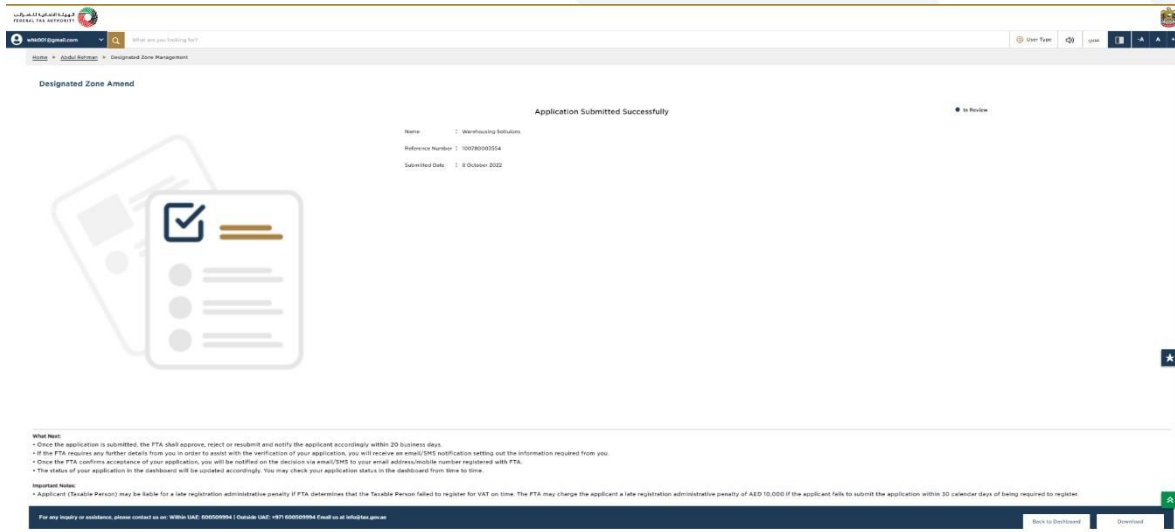 الهيئة الاتحادية للضرائب
FEDERAL TAX AUTHORITY
whk001@gmail.com
What are you looking for?
User Type
عربي
-A
A
Home
Abdul Rehman
Designated Zone Management
Designated Zone Amend
Application Submitted Successfully
In Review
Name : Warehousing Soltuions
Reference Number : 100780003554
Submitted Date : 8 October 2022
What Next:
• Once the application is submitted, the FTA shall approve, reject or resubmit and notify the applicant accordingly within 20 business days.
• If the FTA requires any further details from you in order to assist with the verification of your application, you will receive an email/SMS notification setting out the information required from you.
• Once the FTA confirms acceptance of your application, you will be notified on the decision via email/SMS to your email address/mobile number registered with FTA.
• The status of your application in the dashboard will be updated accordingly. You may check your application status in the dashboard from time to time.
Important Notes:
• Applicant (Taxable Person) may be liable for a late registration administrative penalty if FTA determines that the Taxable Person failed to register for VAT on time. The FTA may charge the applicant a late registration administrative penalty of AED 10,000 if the applicant fails to submit the application within 30 calendar days of being required to register.
For any inquiry or assistance, please contact us on: Within UAE: 600509994 | Outside UAE: +971 600509994 Email us at info@tax.gov.ae
Back to Dashboard
Download